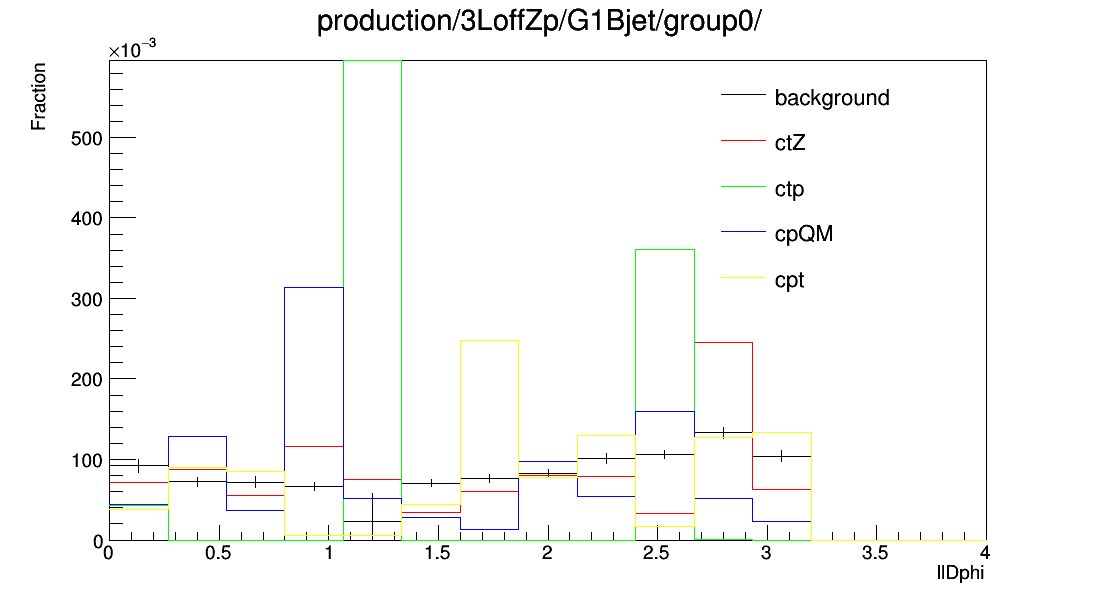 production/3LoffZp/G1Bjet/group0/
×10⁻³
Fraction
background
ctZ
ctp
cpQM
cpt
500
400
300
200
100
0
0 0.5 1 1.5 2 2.5 3 3.5 4
llDphi